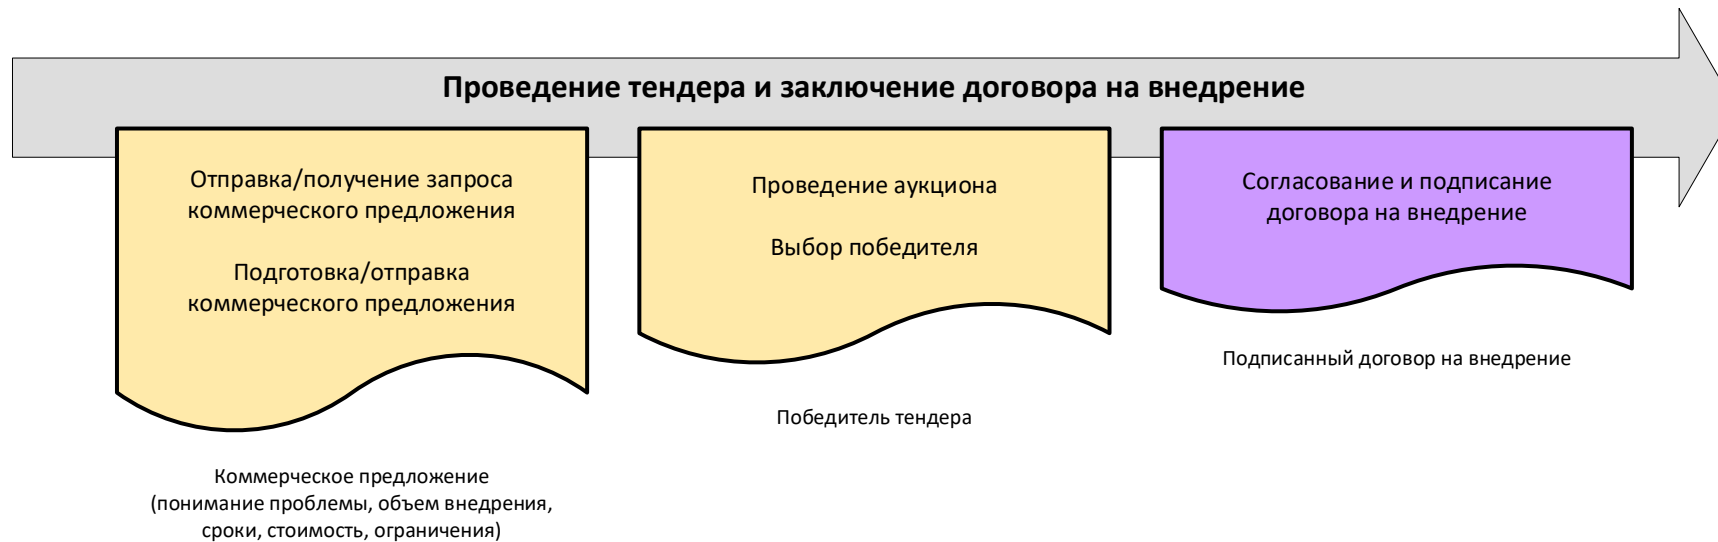 Проведение тендера и заключение договора на внедрение
Отправка/получение запроса
коммерческого предложения
Подготовка/отправка
коммерческого предложения
Проведение аукциона
Выбор победителя
Согласование и подписание
договора на внедрение
Подписанный договор на внедрение
Победитель тендера
Коммерческое предложение
(понимание проблемы, объем внедрения,
сроки, стоимость, ограничения)